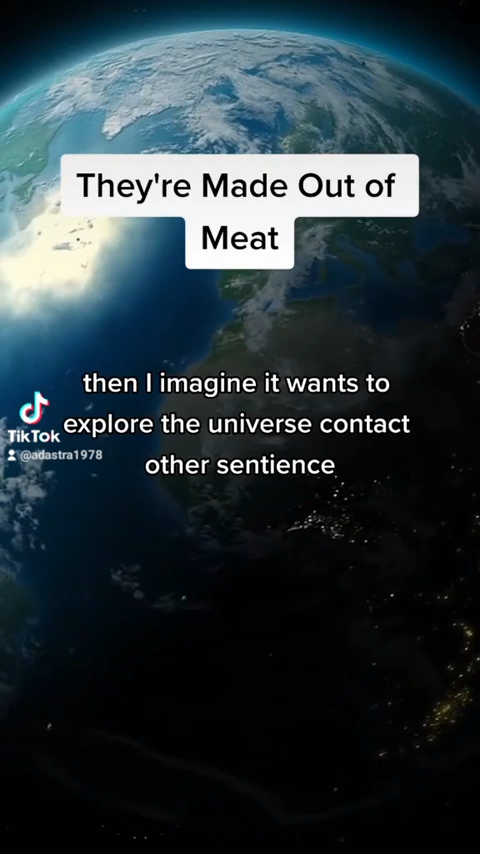 They're Made Out of
Meat
then I imagine it wants to
explore the universe contact
other sentience
TikTok
@adastra1978